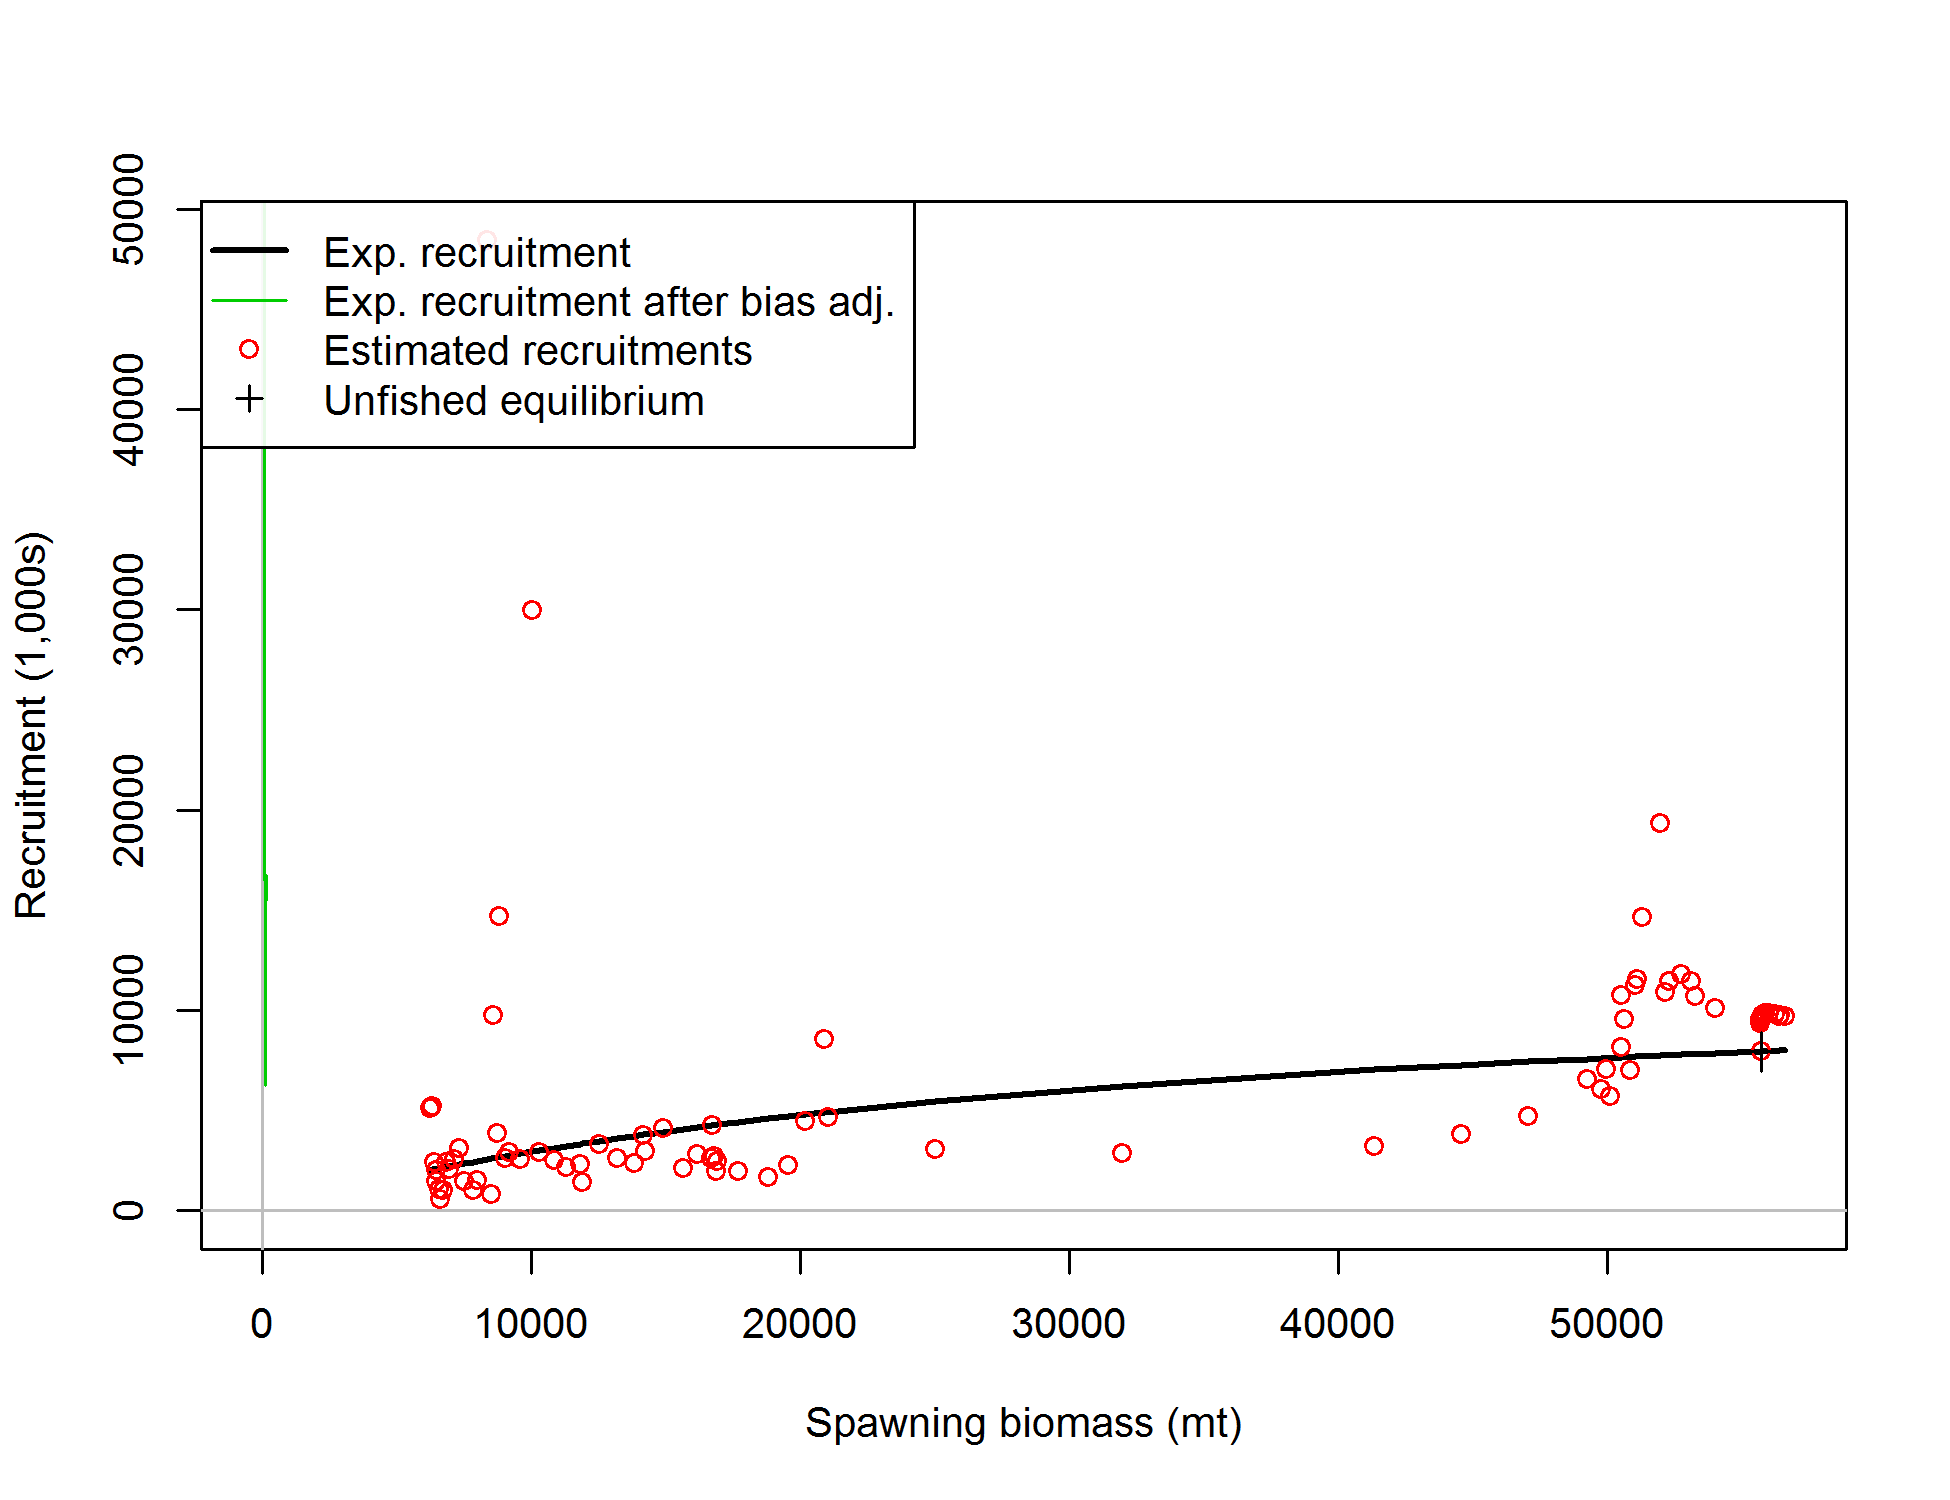 Exp. recruitment
Exp. recruitment after bias adj.
Estimated recruitments
Unfished equilibrium
Recruitment (1,000s)
50000
40000
30000
20000
10000
0
0 10000 20000 30000 40000 50000
Spawning biomass (mt)